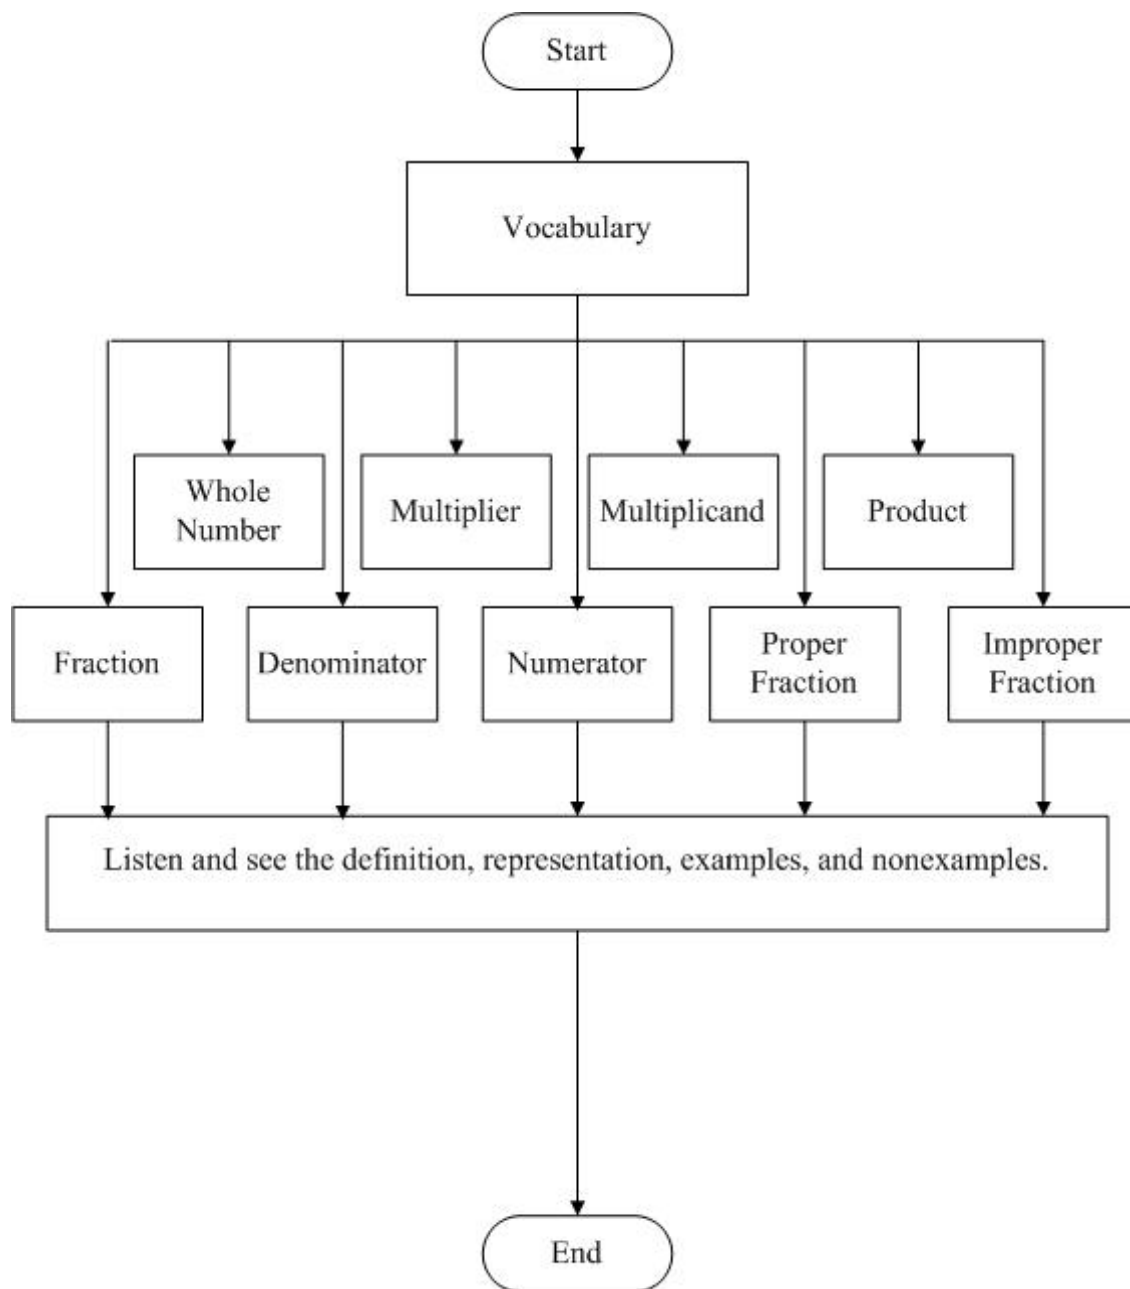 Start
Vocabulary
Whole
Number
Multiplier
Multiplicand
Product
Fraction
Denominator
Numerator
Proper
Fraction
Improper
Fraction
Listen and see the definition, representation, examples, and nonexamples.
End